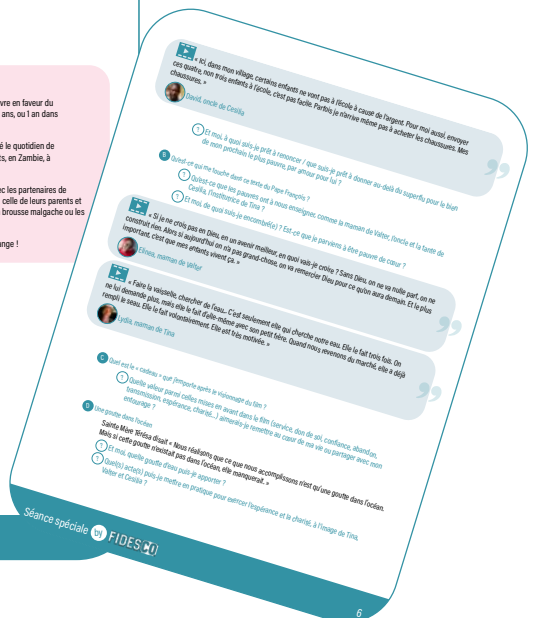 vre en faveur du
ans, ou 1 an dans
é le quotidien de
ts, en Zambie, à
ec les partenaires de
celle de leurs parents et
brousse malgache ou les
ange !
« Ici, dans mon village, certains enfants ne vont pas à l'école à cause de l'argent. Pour moi aussi, envoyer
ces quatre, non trois enfants à l'école, c'est pas facile. Parfois je n'arrive même pas à acheter les chaussures. Mes
chaussures. »
David, oncle de Cesilia
? Et moi, à quoi suis-je prêt à renoncer / que suis-je prêt à donner au-delà du superflu pour le bien
de mon prochain le plus pauvre, par amour pour lui ?
B Qu'est-ce qui me touche dans ce texte du Pape François ?
? Qu'est-ce que les pauvres ont à nous enseigner, comme la maman de Valter, l'oncle et la tante de
Cesilia, l'institutrice de Tina ?
? Et moi, de quoi suis-je encombré(e) ? Est-ce que je parviens à être pauvre de cœur ?
« Si je ne crois pas en Dieu, en un avenir meilleur, en quoi vais-je croire ? Sans Dieu, on ne va nulle part, on ne
construit rien. Alors si aujourd'hui on n'a pas grand-chose, on va remercier Dieu pour ce qu'on aura demain. Et le plus
important, c'est que mes enfants vivent ça. »
Elinea, maman de Valter
« Faire la vaisselle, chercher de l'eau... C'est seulement elle qui cherche notre eau. Elle le fait trois fois. On
ne lui demande plus, mais elle le fait d'elle-même avec son petit frère. Quand nous revenons du marché, elle a déjà
rempli le seau. Elle le fait volontairement. Elle est très motivée. »
Lydia, maman de Tina
C Quel est le « cadeau » que j'emporte après le visionnage du film ?
? Quelle valeur parmi celles mises en avant dans le film (service, don de soi, confiance, abandon,
transmission, espérance, charité...) aimerais-je remettre au cœur de ma vie ou partager avec mon
entourage ?
D Une goutte dans l'océan
Sainte Mère Térésa disait « Nous réalisons que ce que nous accomplissons n'est qu'une goutte dans l'océan.
Mais si cette goutte n'existait pas dans l'océan, elle manquerait. »
? Et moi, quelle goutte d'eau puis-je apporter ?
? Quel(s) acte(s) puis-je mettre en pratique pour exercer l'espérance et la charité, à l'image de Tina,
Valter et Cesilia ?
Séance spéciale by FIDESCO
6